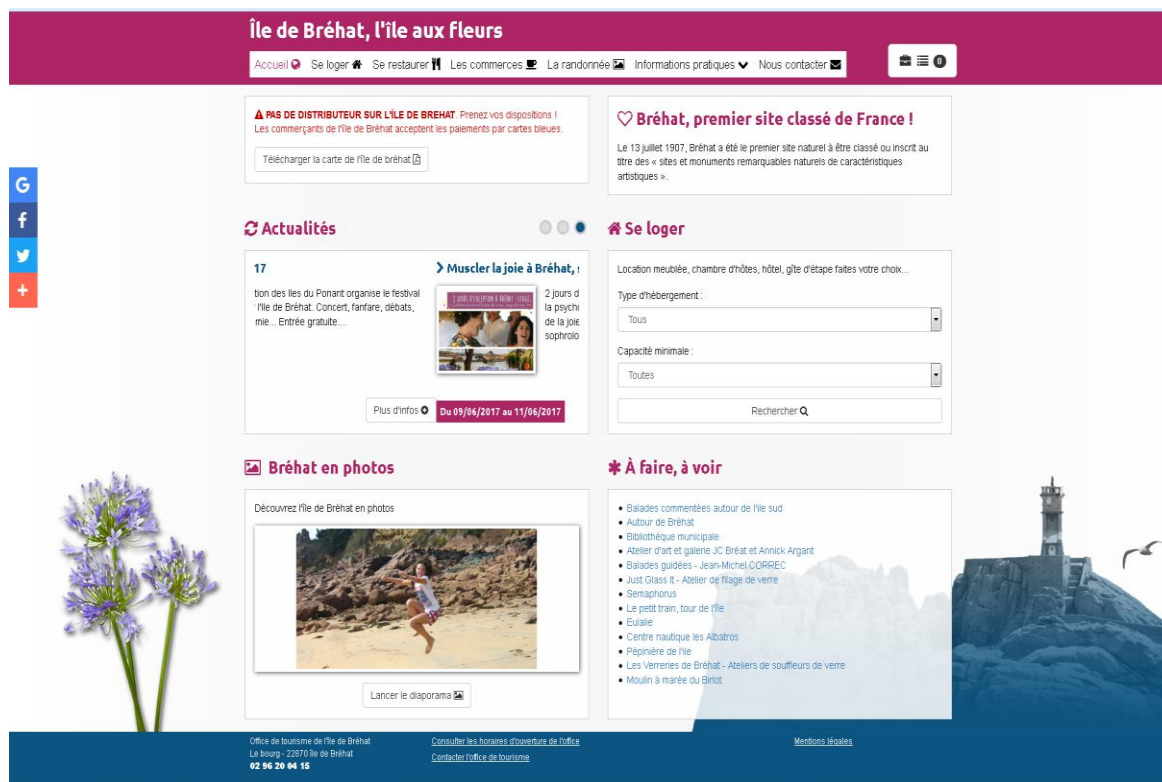 Île de Bréhat, l'île aux fleurs
Accueil Se loger Se restaurer Les commerces La randonnée Informations pratiques Nous contacter 0
PAS DE DISTRIBUTEUR SUR L'ÎLE DE BREHAT. Prenez vos dispositions !
Les commerçants de l'île de Bréhat acceptent les paiements par cartes bleues.
Télécharger la carte de l'île de bréhat
Bréhat, premier site classé de France !
Le 13 juillet 1907, Bréhat a été le premier site naturel à être classé ou inscrit au
titre des « sites et monuments remarquables naturels de caractéristiques
artistiques ».
G
f
+
Actualités
17
tion des Iles du Ponant organise le festival
l'Ile de Bréhat. Concert, fanfare, débats,
mie... Entrée gratuite....
Plus d'infos
Muscler la joie à Bréhat,
2 JOURS D'EXCEPTION À BRÉHAT - STAGE
2 jours d
la psycho
de la joie
sophrolo
Du 09/06/2017 au 11/06/2017
Se loger
Location meublée, chambre d'hôtes, hôtel, gîte d'étape faites votre choix...
Type d'hébergement :
Tous
Capacité minimale :
Toutes
Rechercher
Bréhat en photos
Découvrez l'île de Bréhat en photos
Lancer le diaporama
À faire, à voir
Balades commentées autour de l'ile sud
Autour de Bréhat
Bibliothèque municipale
Atelier d'art et galerie JC Bréat et Annick Argant
Balades guidées - Jean-Michel CORREC
Just Glass it - Atelier de filage de verre
Semaphorus
Le petit train, tour de l'île
Eulalie
Centre nautique les Albatros
Pépinière de l'ile
Les Verreries de Bréhat - Ateliers de souffleurs de verre
Moulin à marée du Birlot
Office de tourisme de l'île de Bréhat
Le bourg - 22870 île de Bréhat
02 96 20 04 15
Consulter les horaires d'ouverture de l'office
Contacter l'office de tourisme
Mentions légales